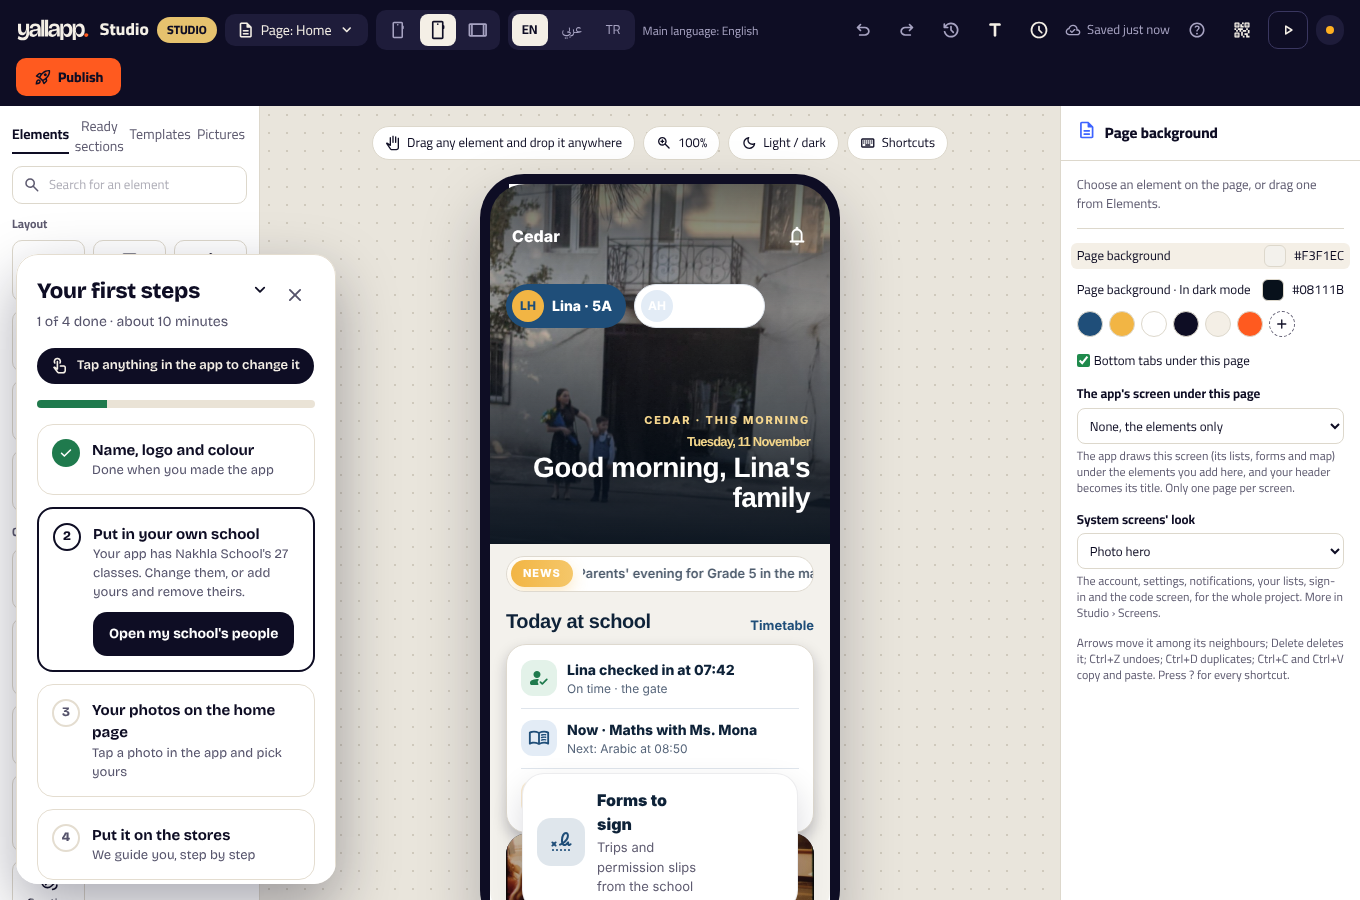 yallapp. Studio STUDIO Page: Home EN عربي TR Main language: English Saved just now
Publish
Elements Ready sections Templates Pictures
Search for an element
Layout
Your first steps
1 of 4 done · about 10 minutes
Tap anything in the app to change it
Name, logo and colour
Done when you made the app
2 Put in your own school
Your app has Nakhla School's 27
classes. Change them, or add
yours and remove theirs.
Open my school's people
3 Your photos on the home
page
Tap a photo in the app and pick
yours
4 Put it on the stores
We guide you, step by step
Drag any element and drop it anywhere 100% Light / dark Shortcuts
Cedar
LH Lina · 5A AH
CEDAR · THIS MORNING
Tuesday, 11 November
Good morning, Lina's
family
NEWS Parents' evening for Grade 5 in the
Today at school Timetable
Lina checked in at 07:42
On time · the gate
Now · Maths with Ms. Mona
Next: Arabic at 08:50
Forms to
sign
Trips and
permission slips
from the school
Page background
Choose an element on the page, or drag one
from Elements.
Page background #F3F1EC
Page background · In dark mode #08111B
Bottom tabs under this page
The app's screen under this page
None, the elements only
The app draws this screen (its lists, forms and map)
under the elements you add here, and your header
becomes its title. Only one page per screen.
System screens' look
Photo hero
The account, settings, notifications, your lists, sign-
in and the code screen, for the whole project. More in
Studio › Screens.
Arrows move it among its neighbours; Delete deletes
it; Ctrl+Z undoes; Ctrl+D duplicates; Ctrl+C and Ctrl+V
copy and paste. Press ? for every shortcut.